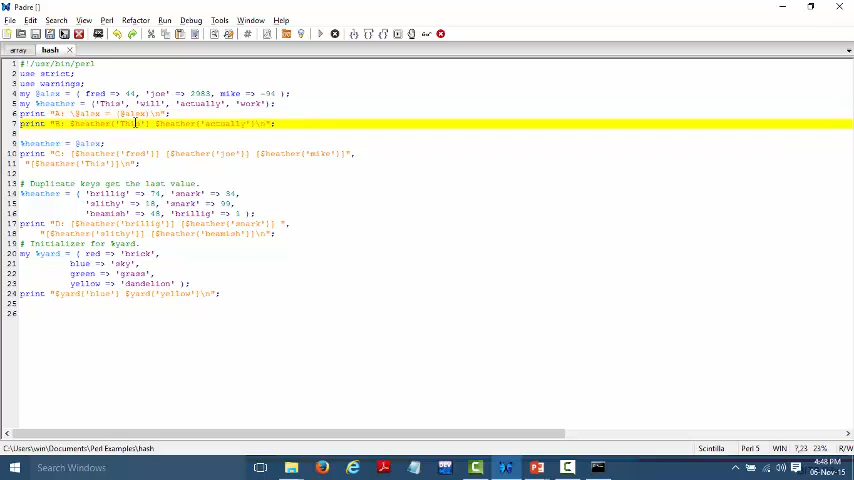 Padre []
File Edit Search View Perl Refactor Run Debug Tools Window Help
array hash
1 #!/usr/bin/perl
2 use strict;
3 use warnings;
4 my @alex = ( fred => 44, 'joe' => 2983, mike => -94 );
5 my %heather = ('This', 'will', 'actually', 'work');
6 print "A: \@alex = (@alex)\n";
7 print "B: $heather{'This'} $heather{'actually'}\n";
8
9 %heather = @alex;
10 print "C: [$heather{'fred'}] [$heather{'joe'}] [$heather{'mike'}]",
11 "[$heather{'This'}]\n";
12
13 # Duplicate keys get the last value.
14 %heather = ( 'brillig' => 74, 'snark' => 34,
15 'slithy' => 18, 'snark' => 99,
16 'beamish' => 48, 'brillig' => 1 );
17 print "D: [$heather{'brillig'}] [$heather{'snark'}] ",
18 "[$heather{'slithy'}] [$heather{'beamish'}]\n";
19 # Initializer for %yard.
20 my %yard = ( red => 'brick',
21 blue => 'sky',
22 green => 'grass',
23 yellow => 'dandelion' );
24 print "$yard{'blue'} $yard{'yellow'}\n";
25
26
C:\Users\win\Documents\Perl Examples\hash Scintilla Perl 5 WIN 7,23 23% R/W
Search Windows
DEV
4:48 PM
06-Nov-15